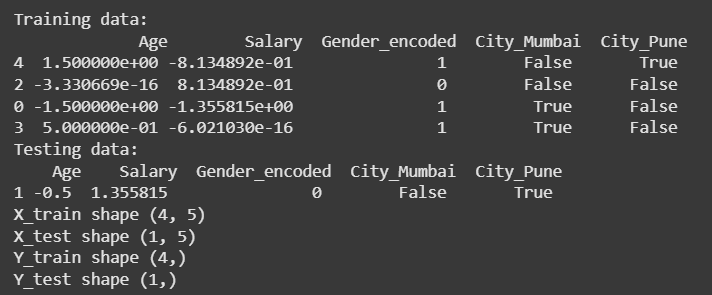 Training data:
Age Salary Gender_encoded City_Mumbai City_Pune
4 1.500000e+00 -8.134892e-01 1 False True
2 -3.330669e-16 8.134892e-01 0 False False
0 -1.500000e+00 -1.355815e+00 1 True False
3 5.000000e-01 -6.021030e-16 1 True False
Testing data:
Age Salary Gender_encoded City_Mumbai City_Pune
1 -0.5 1.355815 0 False True
X_train shape (4, 5)
X_test shape (1, 5)
Y_train shape (4,)
Y_test shape (1,)